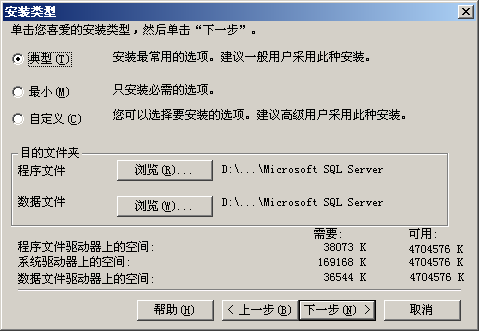 安装类型
单击您喜爱的安装类型，然后单击“下一步”。
典型(T) 安装最常用的选项。建议一般用户采用此种安装。
最小(M) 只安装必需的选项。
自定义(C) 您可以选择要安装的选项。建议高级用户采用此种安装。
目的文件夹
程序文件 浏览(R)... D:\...\Microsoft SQL Server
数据文件 浏览(W)... D:\...\Microsoft SQL Server
需要: 可用:
程序文件驱动器上的空间: 38073 K 4704576 K
系统驱动器上的空间: 169168 K 4704576 K
数据文件驱动器上的空间: 36544 K 4704576 K
帮助(H) < 上一步(B) 下一步(N) > 取消